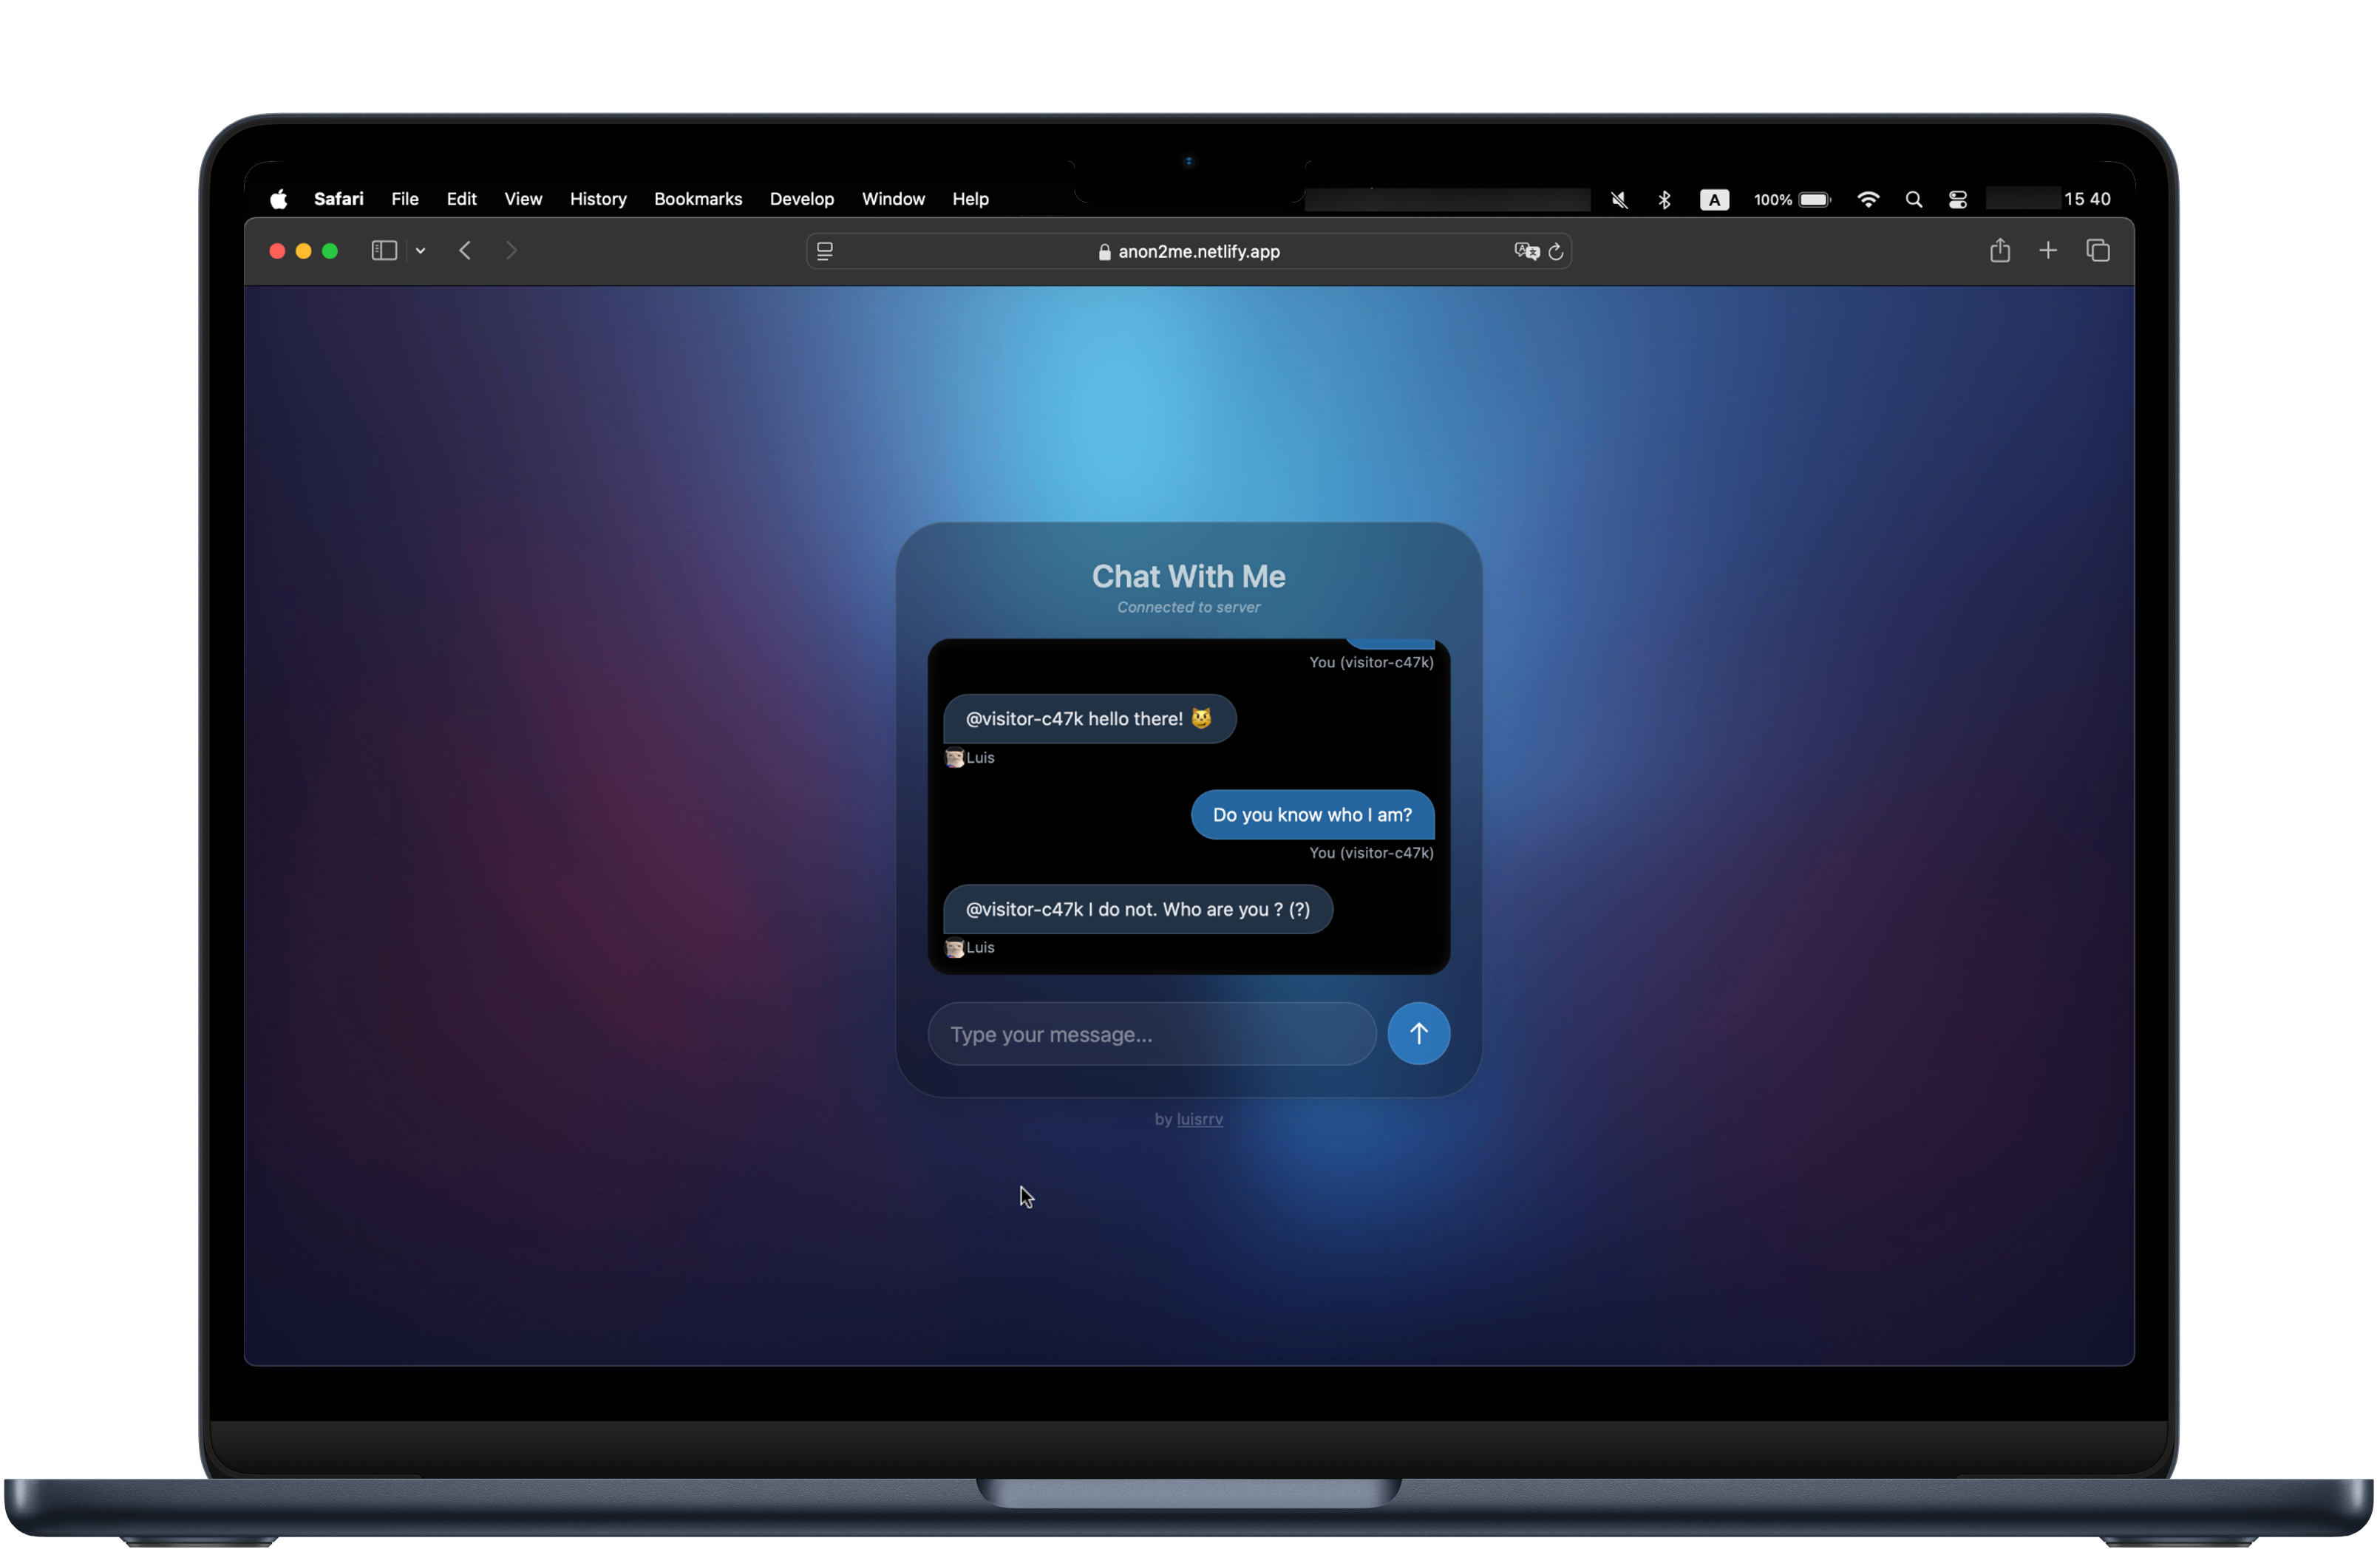 Safari File Edit View History Bookmarks Develop Window Help A 100% 15 40
anon2me.netlify.app
Chat With Me
Connected to server
You (visitor-c47k)
@visitor-c47k hello there! 😼
Luis
Do you know who I am?
You (visitor-c47k)
@visitor-c47k I do not. Who are you ? (?)
Luis
Type your message...
by luisrrv